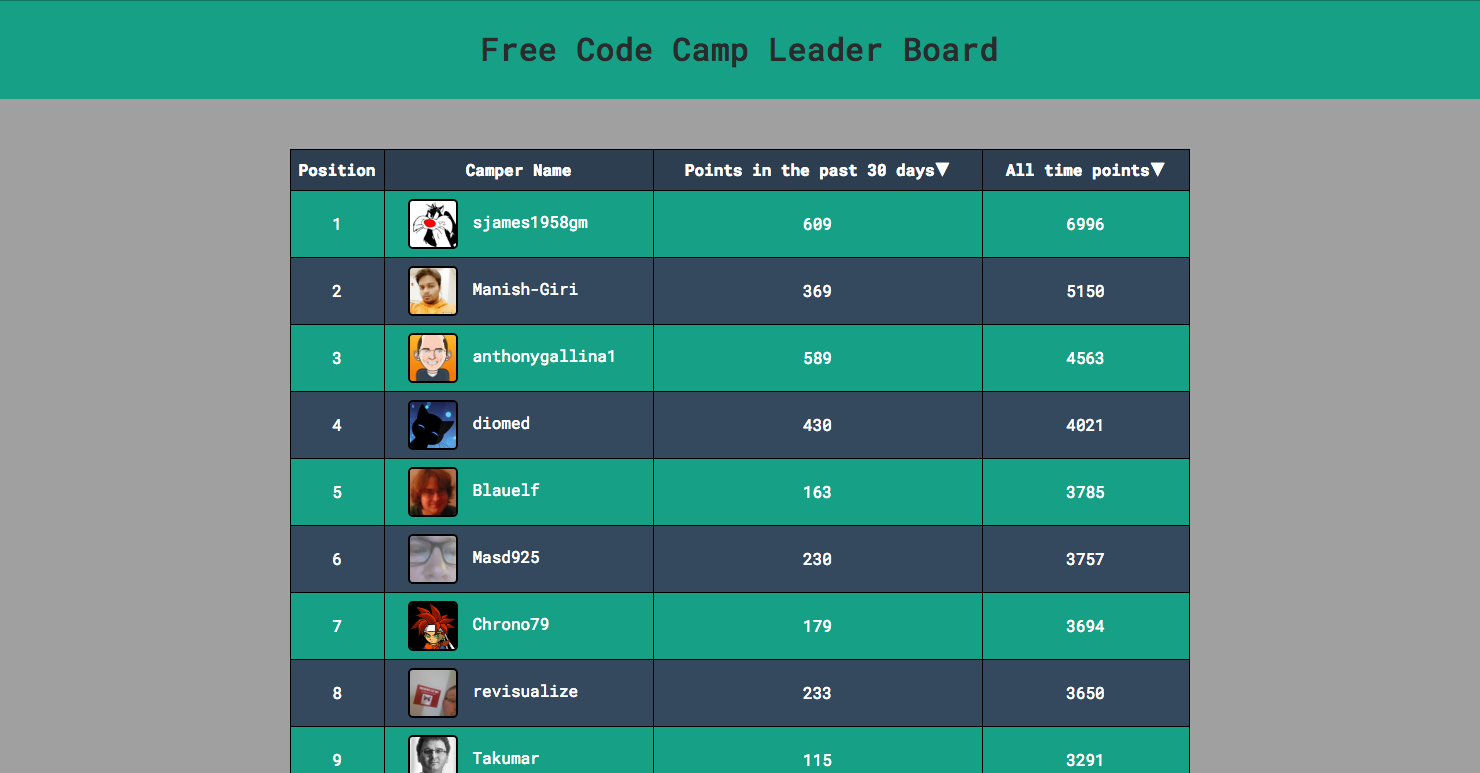 Free Code Camp Leader Board
Position Camper Name Points in the past 30 days▼ All time points▼
1 sjames1958gm 609 6996
2 Manish-Giri 369 5150
3 anthonygallina1 589 4563
4 diomed 430 4021
5 Blauelf 163 3785
6 Masd925 230 3757
7 Chrono79 179 3694
8 revisualize 233 3650
9 Takumar 115 3291